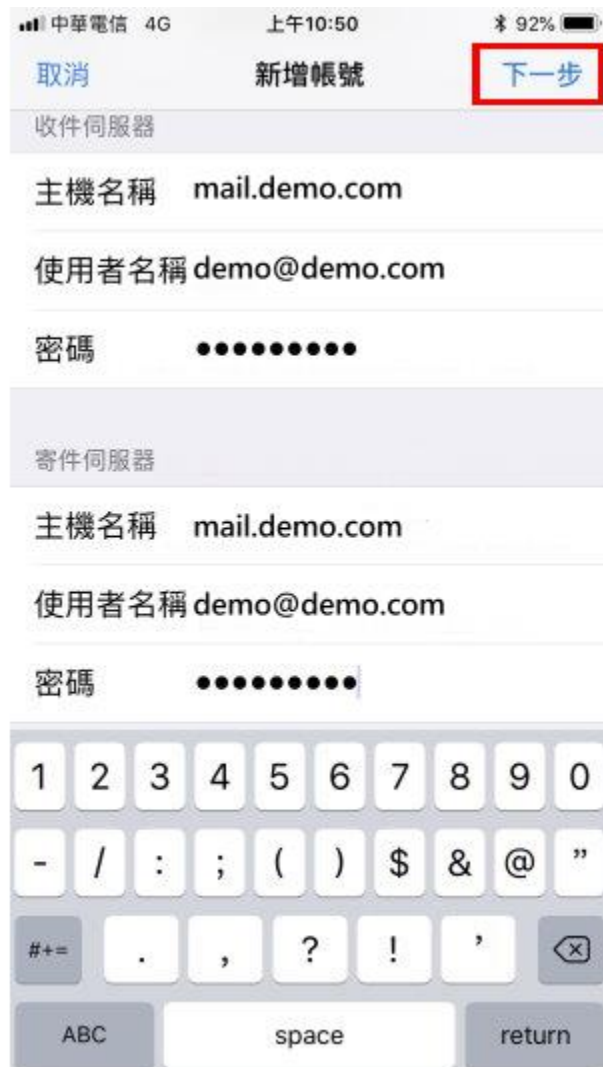 中華電信 4G 上午10:50 92%
取消 新增帳號 下一步
收件伺服器
主機名稱 mail.demo.com
使用者名稱 demo@demo.com
密碼 ●●●●●●●●●
寄件伺服器
主機名稱 mail.demo.com
使用者名稱 demo@demo.com
密碼 ●●●●●●●●●
1 2 3 4 5 6 7 8 9 0
- / : ; ( ) $ & @ ”
#+= . , ? ! ’
ABC space return